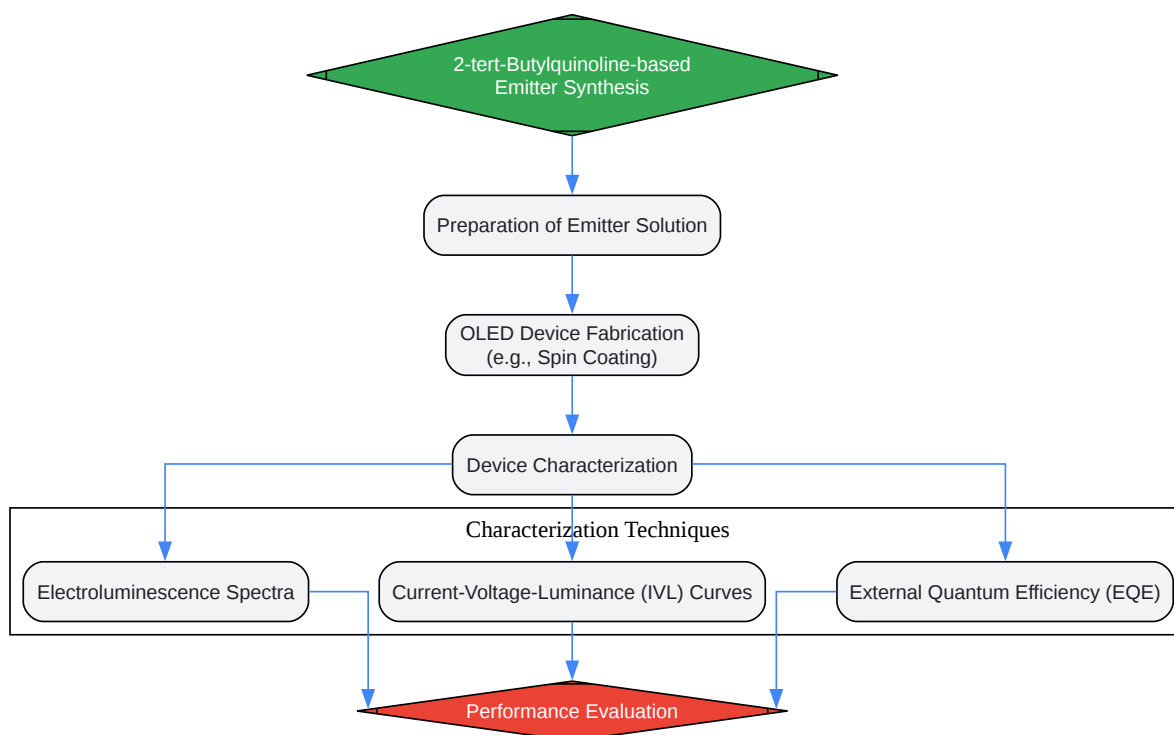 2-tert-Butylquinoline-based
Emitter Synthesis
Preparation of Emitter Solution
OLED Device Fabrication
(e.g., Spin Coating)
Device Characterization
Characterization Techniques
Electroluminescence Spectra
Current-Voltage-Luminance (IVL) Curves
External Quantum Efficiency (EQE)
Performance Evaluation